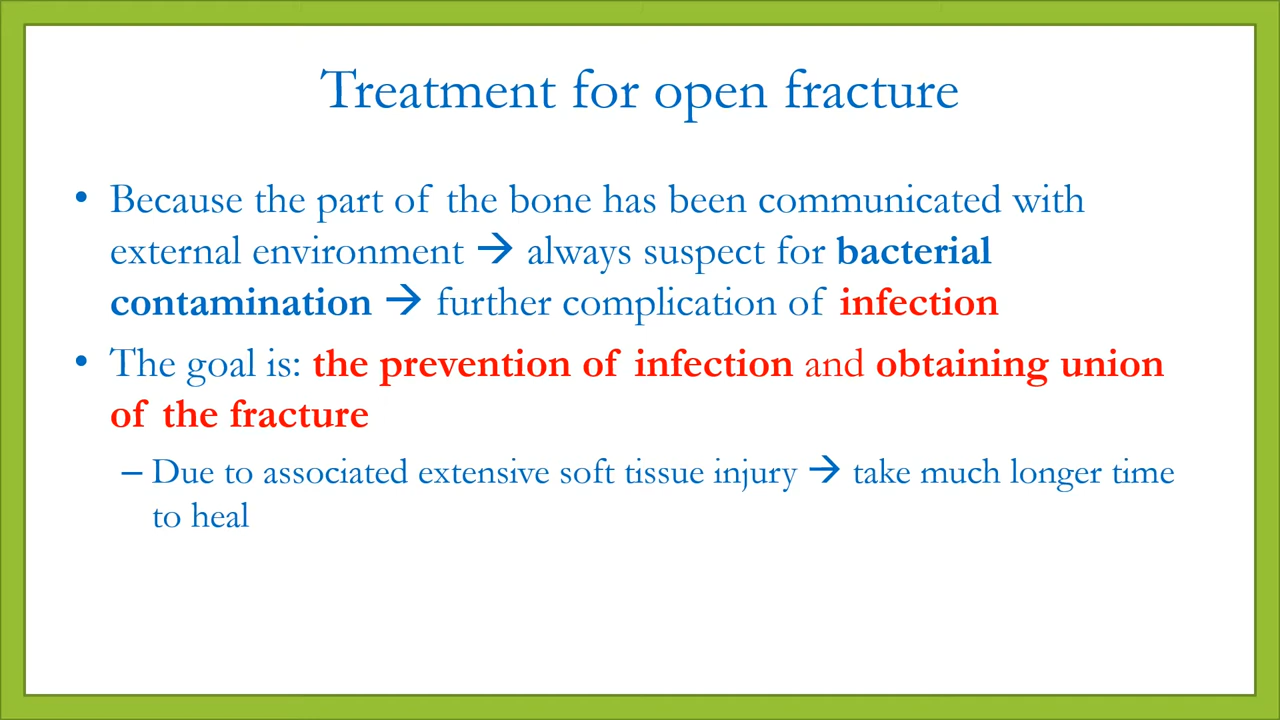 Treatment for open fracture
• Because the part of the bone has been communicated with
external environment → always suspect for bacterial
contamination → further complication of infection
• The goal is: the prevention of infection and obtaining union
of the fracture
– Due to associated extensive soft tissue injury → take much longer time
to heal